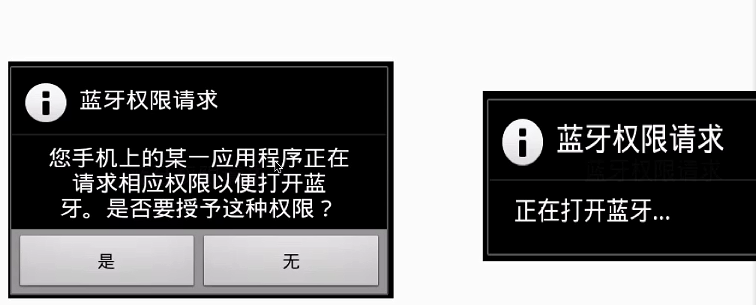 蓝牙权限请求
您手机上的某一应用程序正在
请求相应权限以便打开蓝
牙。是否要授予这种权限？
是
无
蓝牙权限请求
正在打开蓝牙...